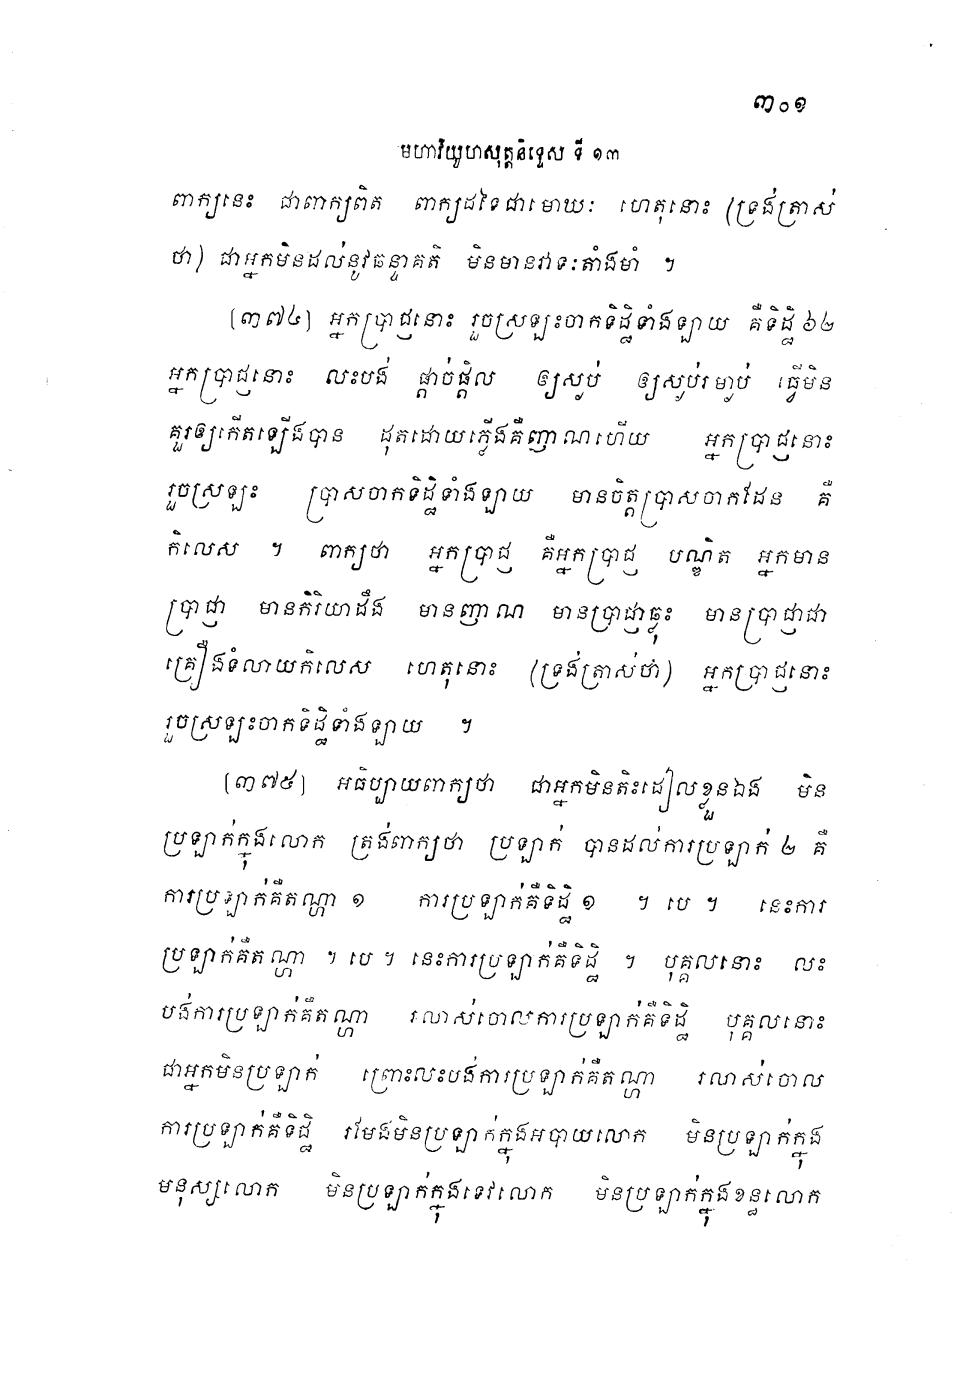 ៣០១
មហាវិយូហសុត្តនិទ្ទេស ទី ១៣
ពាក្យនេះ ជាពាក្យពិត ពាក្យដទៃជាមោឃៈ ហេតុនោះ (ទ្រង់ត្រាស់
ថា) ជាអ្នកមិនដល់នូវឆន្ទាគតិ មិនមានវាទៈតាំងមាំ ។
(៣៧៤) អ្នកប្រាជ្ញនោះ រួចស្រឡះចាកទិដ្ឋិទាំងឡាយ គឺទិដ្ឋិ ៦២
អ្នកប្រាជ្ញនោះ លះបង់ ផ្តាច់ផ្តិល ឲ្យស្ងប់ ឲ្យស្ងប់រម្ងាប់ ធ្វើមិន
គួរឲ្យកើតឡើងបាន ដុតដោយភ្លើងគឺញាណហើយ អ្នកប្រាជ្ញនោះ
រួចស្រឡះ ប្រាសចាកទិដ្ឋិទាំងឡាយ មានចិត្តប្រាសចាកដែន គឺ
កិលេស ។ ពាក្យថា អ្នកប្រាជ្ញ គឺអ្នកប្រាជ្ញ បណ្ឌិត អ្នកមាន
ប្រាជ្ញា មានកិរិយាដឹង មានញាណ មានប្រាជ្ញាធ្លុះ មានប្រាជ្ញាជា
គ្រឿងទំលាយកិលេស ហេតុនោះ (ទ្រង់ត្រាស់ថា) អ្នកប្រាជ្ញនោះ
រួចស្រឡះចាកទិដ្ឋិទាំងឡាយ ។
(៣៧៥) អធិប្បាយពាក្យថា ជាអ្នកមិនតិះដៀលខ្លួនឯង មិន
ប្រឡាក់ក្នុងលោក ត្រង់ពាក្យថា ប្រឡាក់ បានដល់ការប្រឡាក់ ២ គឺ
ការប្រឡាក់គឺតណ្ហា ១ ការប្រឡាក់គឺទិដ្ឋិ ១ ។ បេ ។ នេះការ
ប្រឡាក់គឺតណ្ហា ។ បេ ។ នេះការប្រឡាក់គឺទិដ្ឋិ ។ បុគ្គលនោះ លះ
បង់ការប្រឡាក់គឺតណ្ហា រលាស់ចោលការប្រឡាក់គឺទិដ្ឋិ បុគ្គលនោះ
ជាអ្នកមិនប្រឡាក់ ព្រោះលះបង់ការប្រឡាក់គឺតណ្ហា រលាស់ចោល
ការប្រឡាក់គឺទិដ្ឋិ រមែងមិនប្រឡាក់ក្នុងអបាយលោក មិនប្រឡាក់ក្នុង
មនុស្សលោក មិនប្រឡាក់ក្នុងទេវលោក មិនប្រឡាក់ក្នុងខន្ធលោក